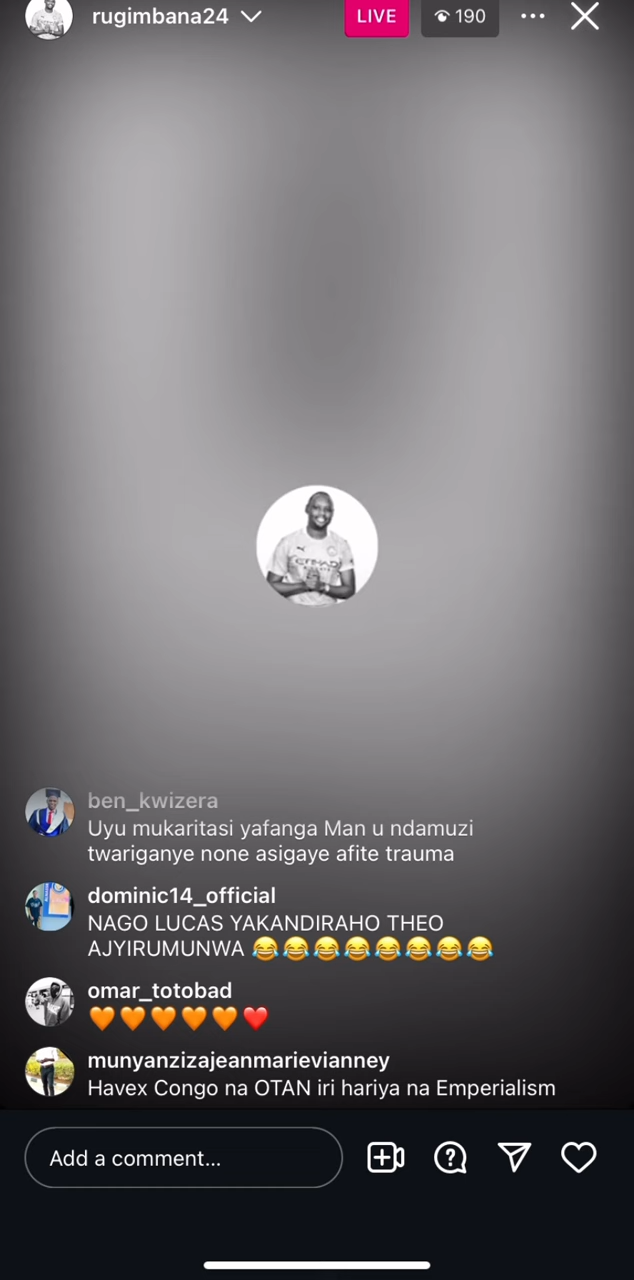 rugimbana24
LIVE
190
ETIHAD
ben_kwizera
Uyu mukaritasi yafanga Man u ndamuzi
twariganye none asigaye afite trauma
dominic14_official
NAGO LUCAS YAKANDIRAHO THEO
AJYIRUMUNWA 😂😂😂😂😂😂😂😂
omar_totobad
🧡🧡🧡🧡🧡❤️
munyanzizajeanmarievianney
Havex Congo na OTAN iri hariya na Emperialism
Add a comment...